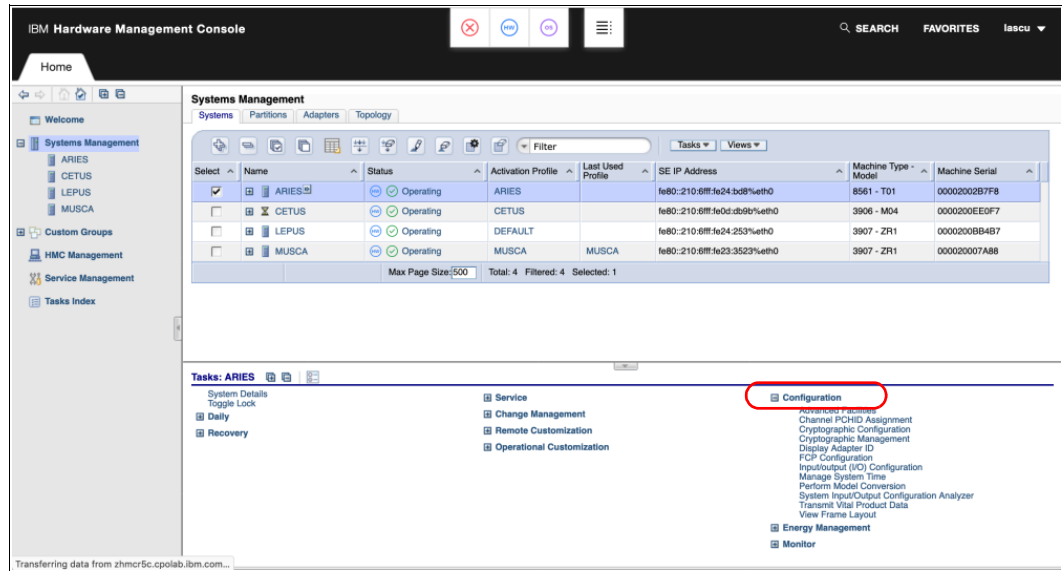 IBM Hardware Management Console
HW
OS
SEARCH FAVORITES lascu
Home
Welcome
Systems Management
ARIES
CETUS
LEPUS
MUSCA
Custom Groups
HMC Management
Service Management
Tasks Index
Systems Management
Systems Partitions Adapters Topology
Filter Tasks Views
Select Name Status Activation Profile Last Used Profile SE IP Address Machine Type - Model Machine Serial
ARIES HW Operating ARIES fe80::210:6fff:fe24:bd8%eth0 8561 - T01 00002002B7F8
CETUS HW Operating CETUS fe80::210:6fff:fe0d:db9b%eth0 3906 - M04 0000200EE0F7
LEPUS HW Operating DEFAULT fe80::210:6fff:fe24:253%eth0 3907 - ZR1 0000200BB4B7
MUSCA HW Operating MUSCA MUSCA fe80::210:6fff:fe23:3523%eth0 3907 - ZR1 000020007A88
Max Page Size: 500 Total: 4 Filtered: 4 Selected: 1
Tasks: ARIES
System Details
Toggle Lock
Daily
Recovery
Service
Change Management
Remote Customization
Operational Customization
Configuration
Advanced Facilities
Channel PCHID Assignment
Cryptographic Configuration
Cryptographic Management
Display Adapter ID
FCP Configuration
Input/output (I/O) Configuration
Manage System Time
Perform Model Conversion
System Input/Output Configuration Analyzer
Transmit Vital Product Data
View Frame Layout
Energy Management
Monitor
Transferring data from zhmcr5c.cpolab.ibm.com...